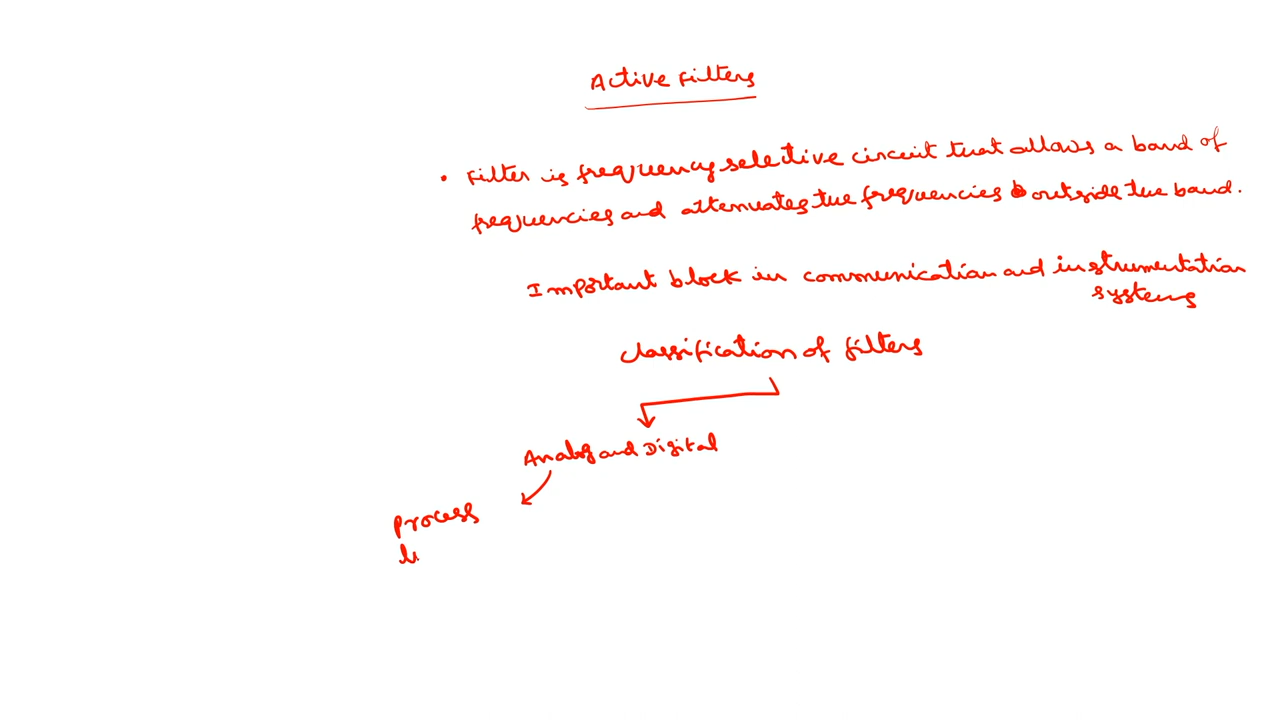 Active Filters
• Filter is frequency selective circuit that allows a band of
frequencies and attenuates the frequencies outside the band.
Important block in communication and instrumentation
systems
classification of filters
Analog and Digital
Process